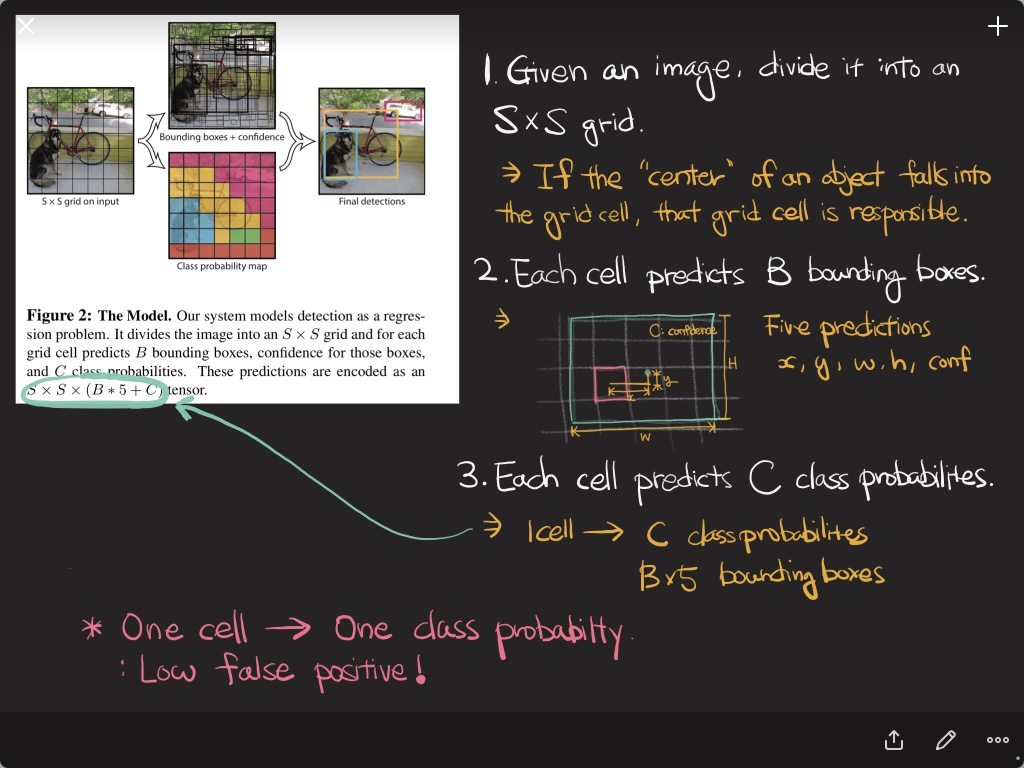 Bounding boxes + confidence
S × S grid on input
Final detections
Class probability map
Figure 2: The Model. Our system models detection as a regres-
sion problem. It divides the image into an S × S grid and for each
grid cell predicts B bounding boxes, confidence for those boxes,
and C class probabilities. These predictions are encoded as an
S × S × (B * 5 + C) tensor.
1. Given an image, divide it into an
S×S grid.
⇒ If the "center" of an object falls into
the grid cell, that grid cell is responsible.
2. Each cell predicts B bounding boxes.
⇒
C: confidence
H
y
x
W
Five predictions
x, y, w, h, conf
3. Each cell predicts C class probabilites.
⇒ 1cell → C class probabilites
B×5 bounding boxes
* One cell → One class probabilty.
: Low false positive!